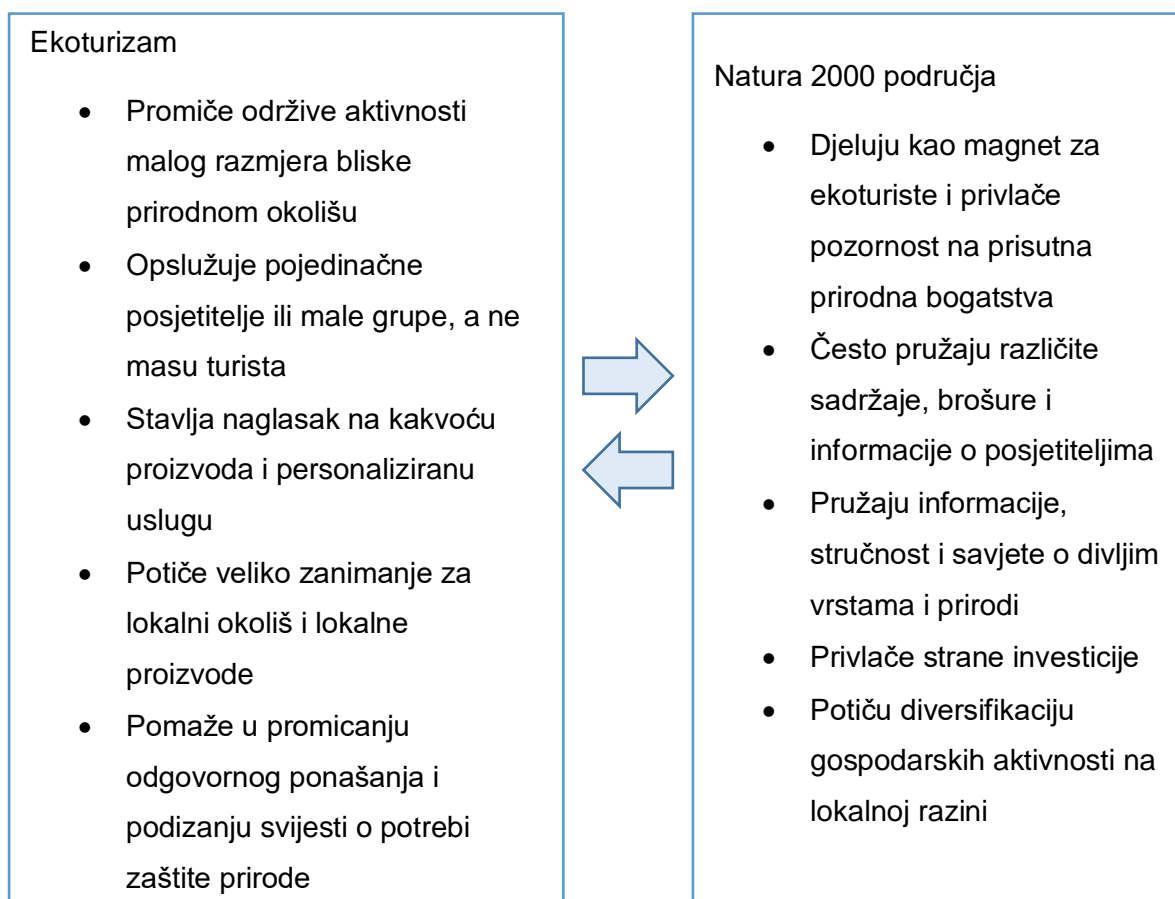 Ekoturizam
• Promiče održive aktivnosti
malog razmjera bliske
prirodnom okolišu
• Opslužuje pojedinačne
posjetitelje ili male grupe, a ne
masu turista
• Stavlja naglasak na kakvoću
proizvoda i personaliziranu
uslugu
• Potiče veliko zanimanje za
lokalni okoliš i lokalne
proizvode
• Pomaže u promicanju
odgovornog ponašanja i
podizanju svijesti o potrebi
zaštite prirode
Natura 2000 područja
• Djeluju kao magnet za
ekoturiste i privlače
pozornost na prisutna
prirodna bogatstva
• Često pružaju različite
sadržaje, brošure i
informacije o posjetiteljima
• Pružaju informacije,
stručnost i savjete o divljim
vrstama i prirodi
• Privlače strane investicije
• Potiču diversifikaciju
gospodarskih aktivnosti na
lokalnoj razini